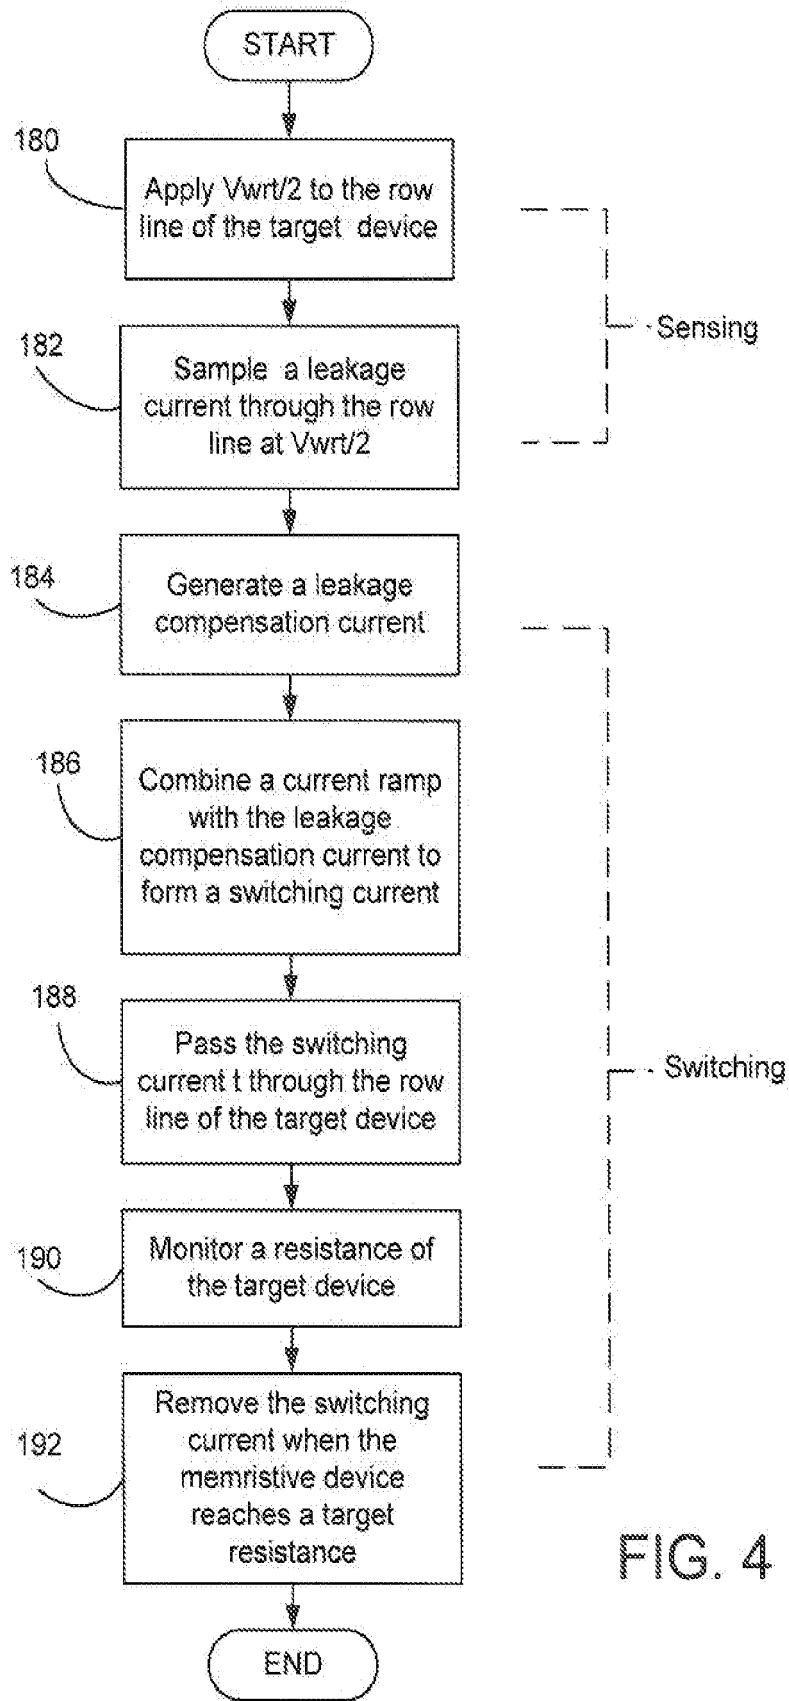 START
180
Apply Vwrt/2 to the row
line of the target device
Sensing
182
Sample a leakage
current through the row
line at Vwrt/2
184
Generate a leakage
compensation current
186
Combine a current ramp
with the leakage
compensation current to
form a switching current
188
Pass the switching
current t through the row
line of the target device
Switching
190
Monitor a resistance of
the target device
192
Remove the switching
current when the
memristive device
reaches a target
resistance
FIG. 4
END